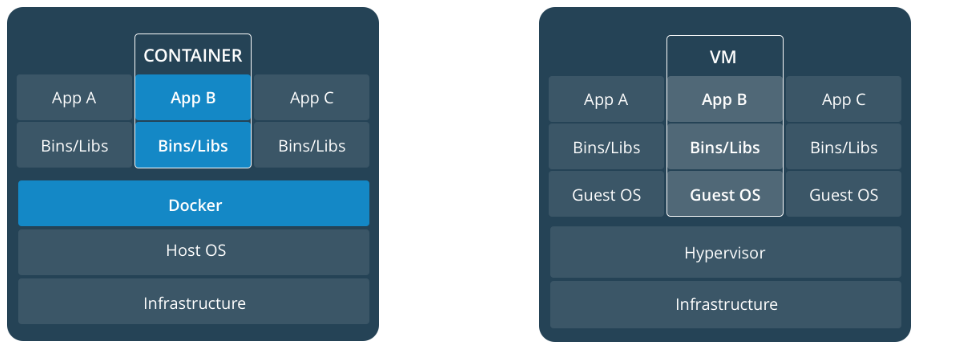 CONTAINER
App A App B App C
Bins/Libs Bins/Libs Bins/Libs
Docker
Host OS
Infrastructure
VM
App A App B App C
Bins/Libs Bins/Libs Bins/Libs
Guest OS Guest OS Guest OS
Hypervisor
Infrastructure